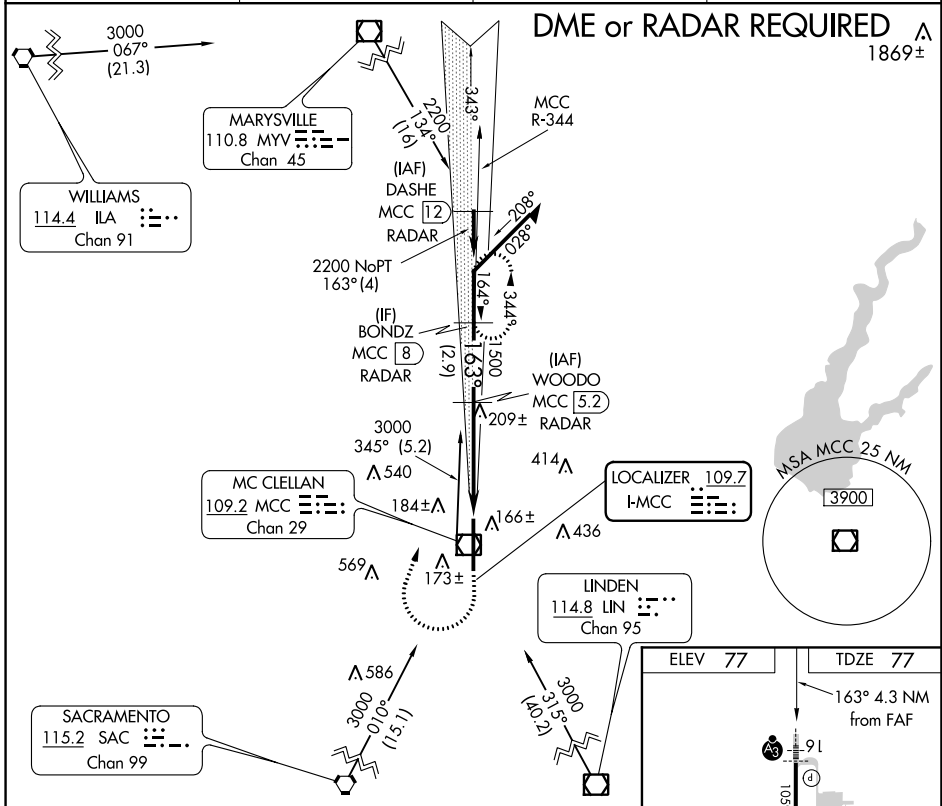 DME or RADAR REQUIRED
1869±
3000
067°
(21.3)
WILLIAMS
114.4 ILA
Chan 91
MARYSVILLE
110.8 MYV
Chan 45
2200
134°
(16)
343°
MCC
R-344
(IAF)
DASHE
MCC 12
RADAR
208°
028°
2200 NoPT
163° (4)
164°
344°
(IF)
BONDZ
MCC 8
RADAR
(2.9)
163°
1500
(IAF)
WOODO
MCC 5.2
RADAR
209±
3000
345° (5.2)
540
414
MC CLELLAN
109.2 MCC
Chan 29
184±
166±
436
LOCALIZER 109.7
I-MCC
MSA MCC 25 NM
3900
569
173±
LINDEN
114.8 LIN
Chan 95
586
3000
010°
(15.1)
3000
315°
(40.2)
SACRAMENTO
115.2 SAC
Chan 99
ELEV 77
TDZE 77
163° 4.3 NM
from FAF
A3
16
P
105